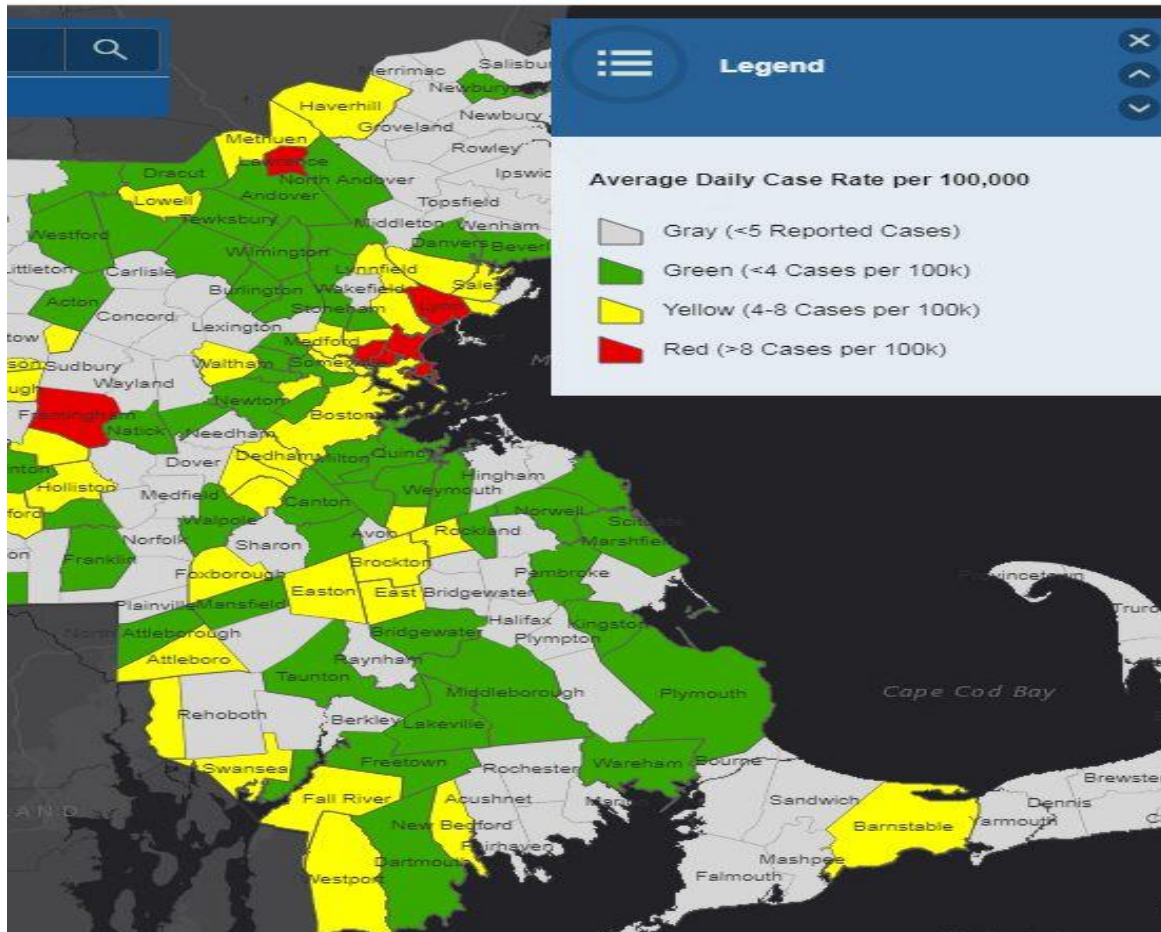 Legend
Average Daily Case Rate per 100,000
Gray (<5 Reported Cases)
Green (<4 Cases per 100k)
Yellow (4-8 Cases per 100k)
Red (>8 Cases per 100k)
Merrimac
Salisbur
Haverhill
Newbury
Groveland
Methuen
Rowley
Lawrence
Dracut
North Andover
Ipswic
Lowell
Andover
Topsfield
Tewksbury
Middleton
Wenham
Westford
Wilmington
Danvers
Beverl
Littleton
Carlisle
Lynnfield
Burlington
Wakefield
Sale
Acton
Concord
Stoneham
Lynn
Lexington
Medford
Sudbury
Waltham
Somerville
Wayland
Newton
Framingham
Boston
Natick
Needham
Dover
Dedham
Milton
Quincy
Hingham
Holliston
Medfield
Weymouth
Canton
Norwell
Walpole
Scituate
Norfolk
Avon
Rockland
Marshfield
Sharon
Franklin
Brockton
Foxborough
Pembroke
Provincetown
Easton
East Bridgewater
Plainville
Mansfield
Halifax
Truro
North Attleborough
Bridgewater
Kingston
Plympton
Attleboro
Raynham
Taunton
Middleborough
Plymouth
Cape Cod Bay
Rehoboth
Berkley
Lakeville
Freetown
Rochester
Wareham
Bourne
Swansea
Brewster
Fall River
Acushnet
Sandwich
Dennis
New Bedford
Barnstable
Yarmouth
Fairhaven
Dartmouth
Mashpee
Westport
Falmouth
AND